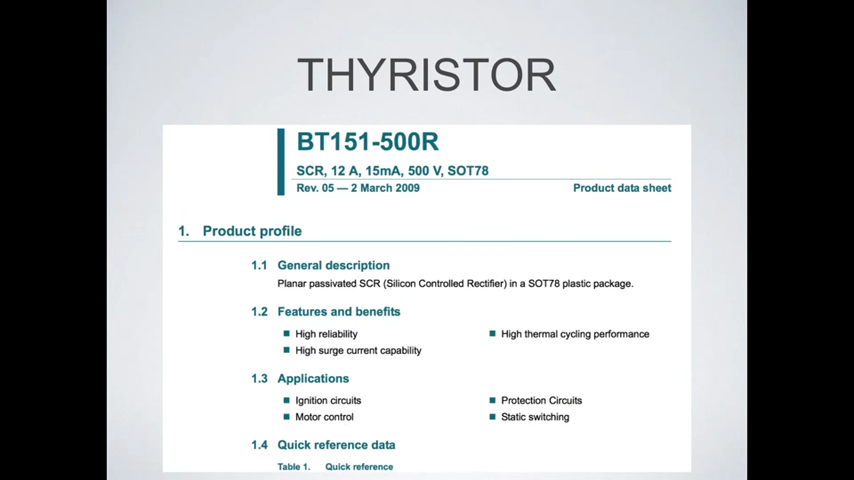 THYRISTOR
BT151-500R
SCR, 12 A, 15mA, 500 V, SOT78
Rev. 05 — 2 March 2009 Product data sheet
1. Product profile
1.1 General description
Planar passivated SCR (Silicon Controlled Rectifier) in a SOT78 plastic package.
1.2 Features and benefits
■ High reliability ■ High thermal cycling performance
■ High surge current capability
1.3 Applications
■ Ignition circuits ■ Protection Circuits
■ Motor control ■ Static switching
1.4 Quick reference data
Table 1. Quick reference